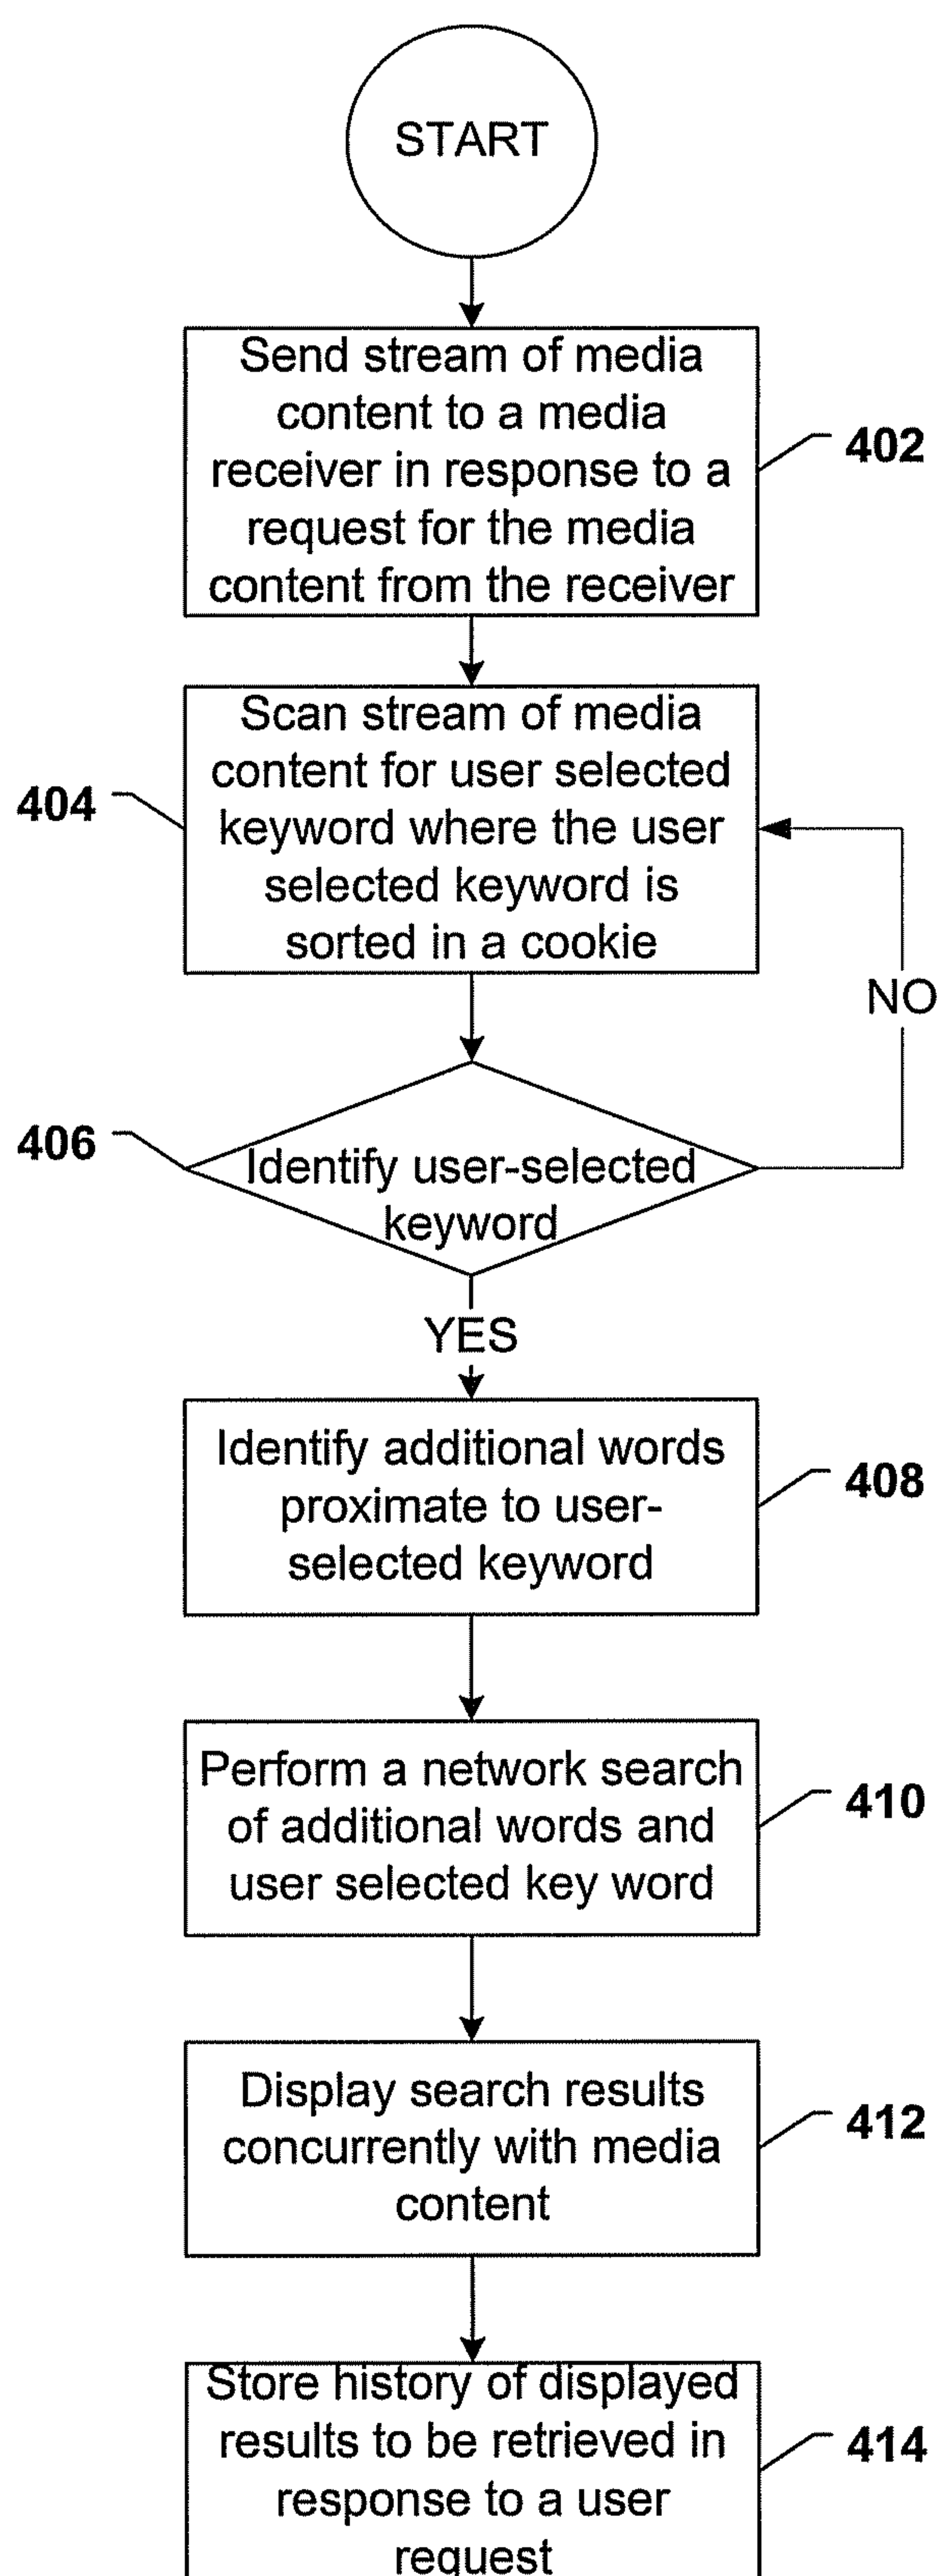 START
Send stream of media
content to a media
receiver in response to a
request for the media
content from the receiver
402
Scan stream of media
content for user selected
keyword where the user
selected keyword is
sorted in a cookie
404
NO
406
Identify user-selected
keyword
YES
Identify additional words
proximate to user-
selected keyword
408
Perform a network search
of additional words and
user selected key word
410
Display search results
concurrently with media
content
412
Store history of displayed
results to be retrieved in
response to a user
request
414